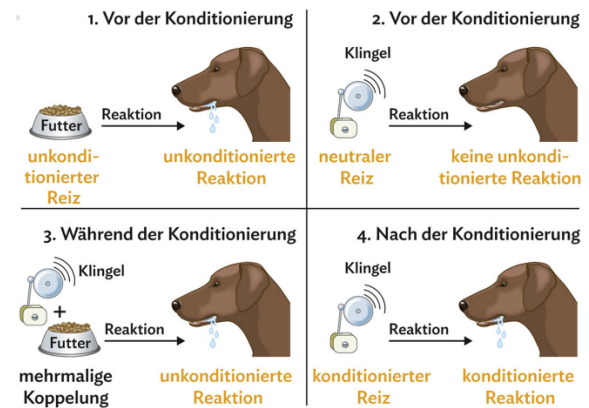 1. Vor der Konditionierung
Futter
Reaktion
unkondi-
tionierter
Reiz
unkonditionierte
Reaktion
2. Vor der Konditionierung
Klingel
Reaktion
neutraler
Reiz
keine unkondi-
tionierte Reaktion
3. Während der Konditionierung
Klingel
+
Futter
Reaktion
mehrmalige
Koppelung
unkonditionierte
Reaktion
4. Nach der Konditionierung
Klingel
Reaktion
konditionierter
Reiz
konditionierte
Reaktion